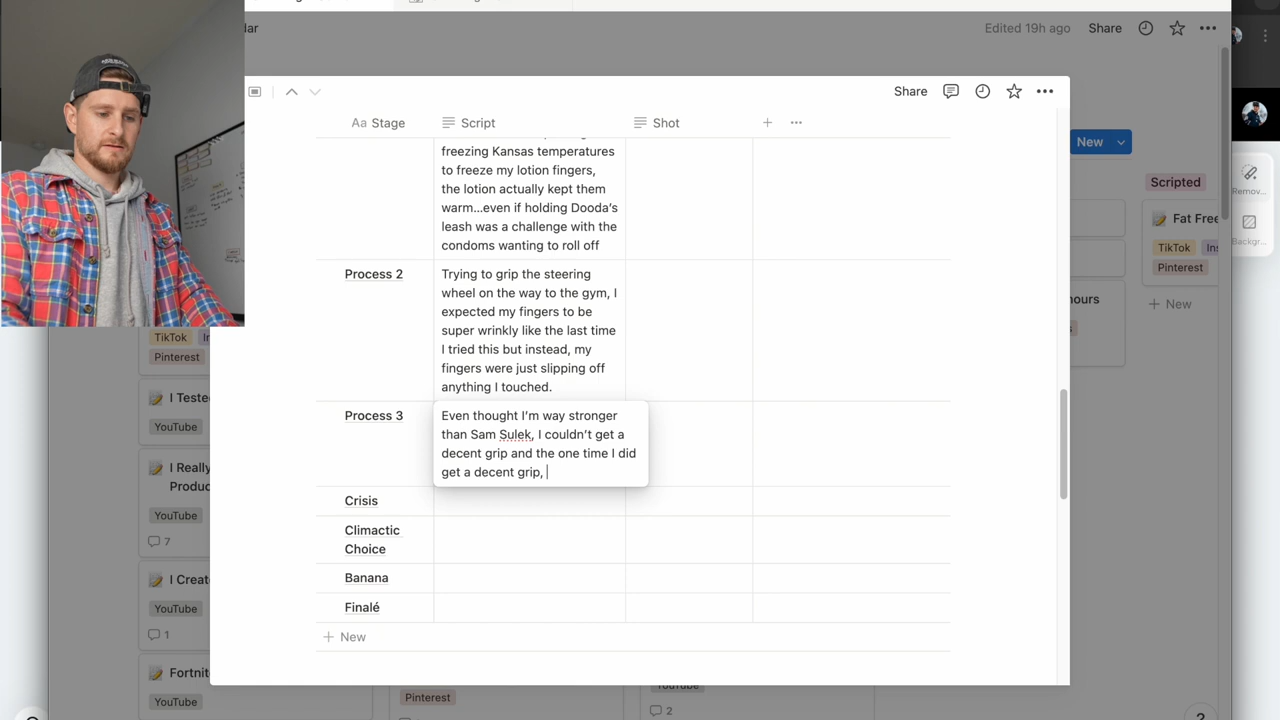 dar
Edited 19h ago
Share
Share
Aa Stage
Script
Shot
New
freezing Kansas temperatures
to freeze my lotion fingers,
the lotion actually kept them
warm...even if holding Dooda's
leash was a challenge with the
condoms wanting to roll off
Process 2
Trying to grip the steering
wheel on the way to the gym, I
expected my fingers to be
super wrinkly like the last time
I tried this but instead, my
fingers were just slipping off
anything I touched.
Process 3
Even thought I'm way stronger
than Sam Sulek, I couldn't get a
decent grip and the one time I did
get a decent grip,
Crisis
Climactic
Choice
Banana
Finalé
+ New
Scripted
Fat Free
TikTok
Ins
Pinterest
+ New
hours
Remov...
Backgr...
TikTok
In
Pinterest
I Teste
YouTube
I Really
Produc
YouTube
7
I Creat
YouTube
1
Fortnit
YouTube
Pinterest
YouTube
2
?